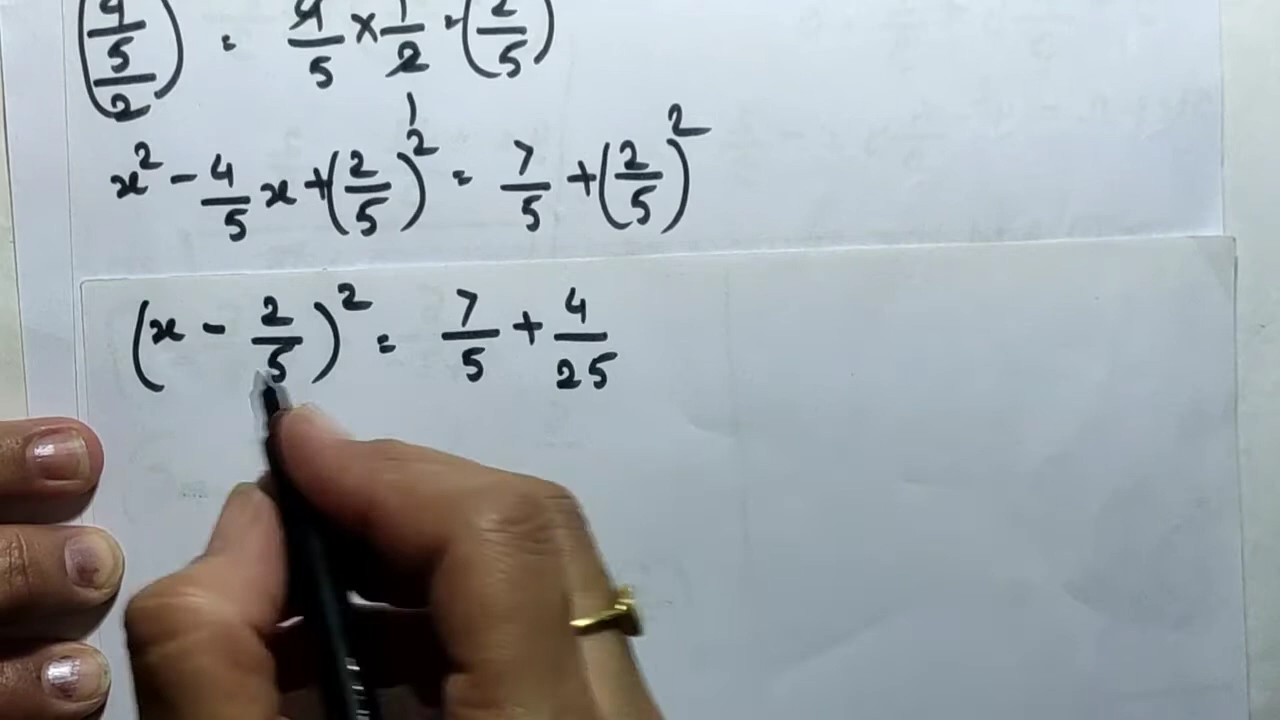 (4/5/2) = 4/5 × 1/2 1 = (2/5)
x² - 4/5 x + (2/5)² = 7/5 + (2/5)²
(x - 2/5)² = 7/5 + 4/25